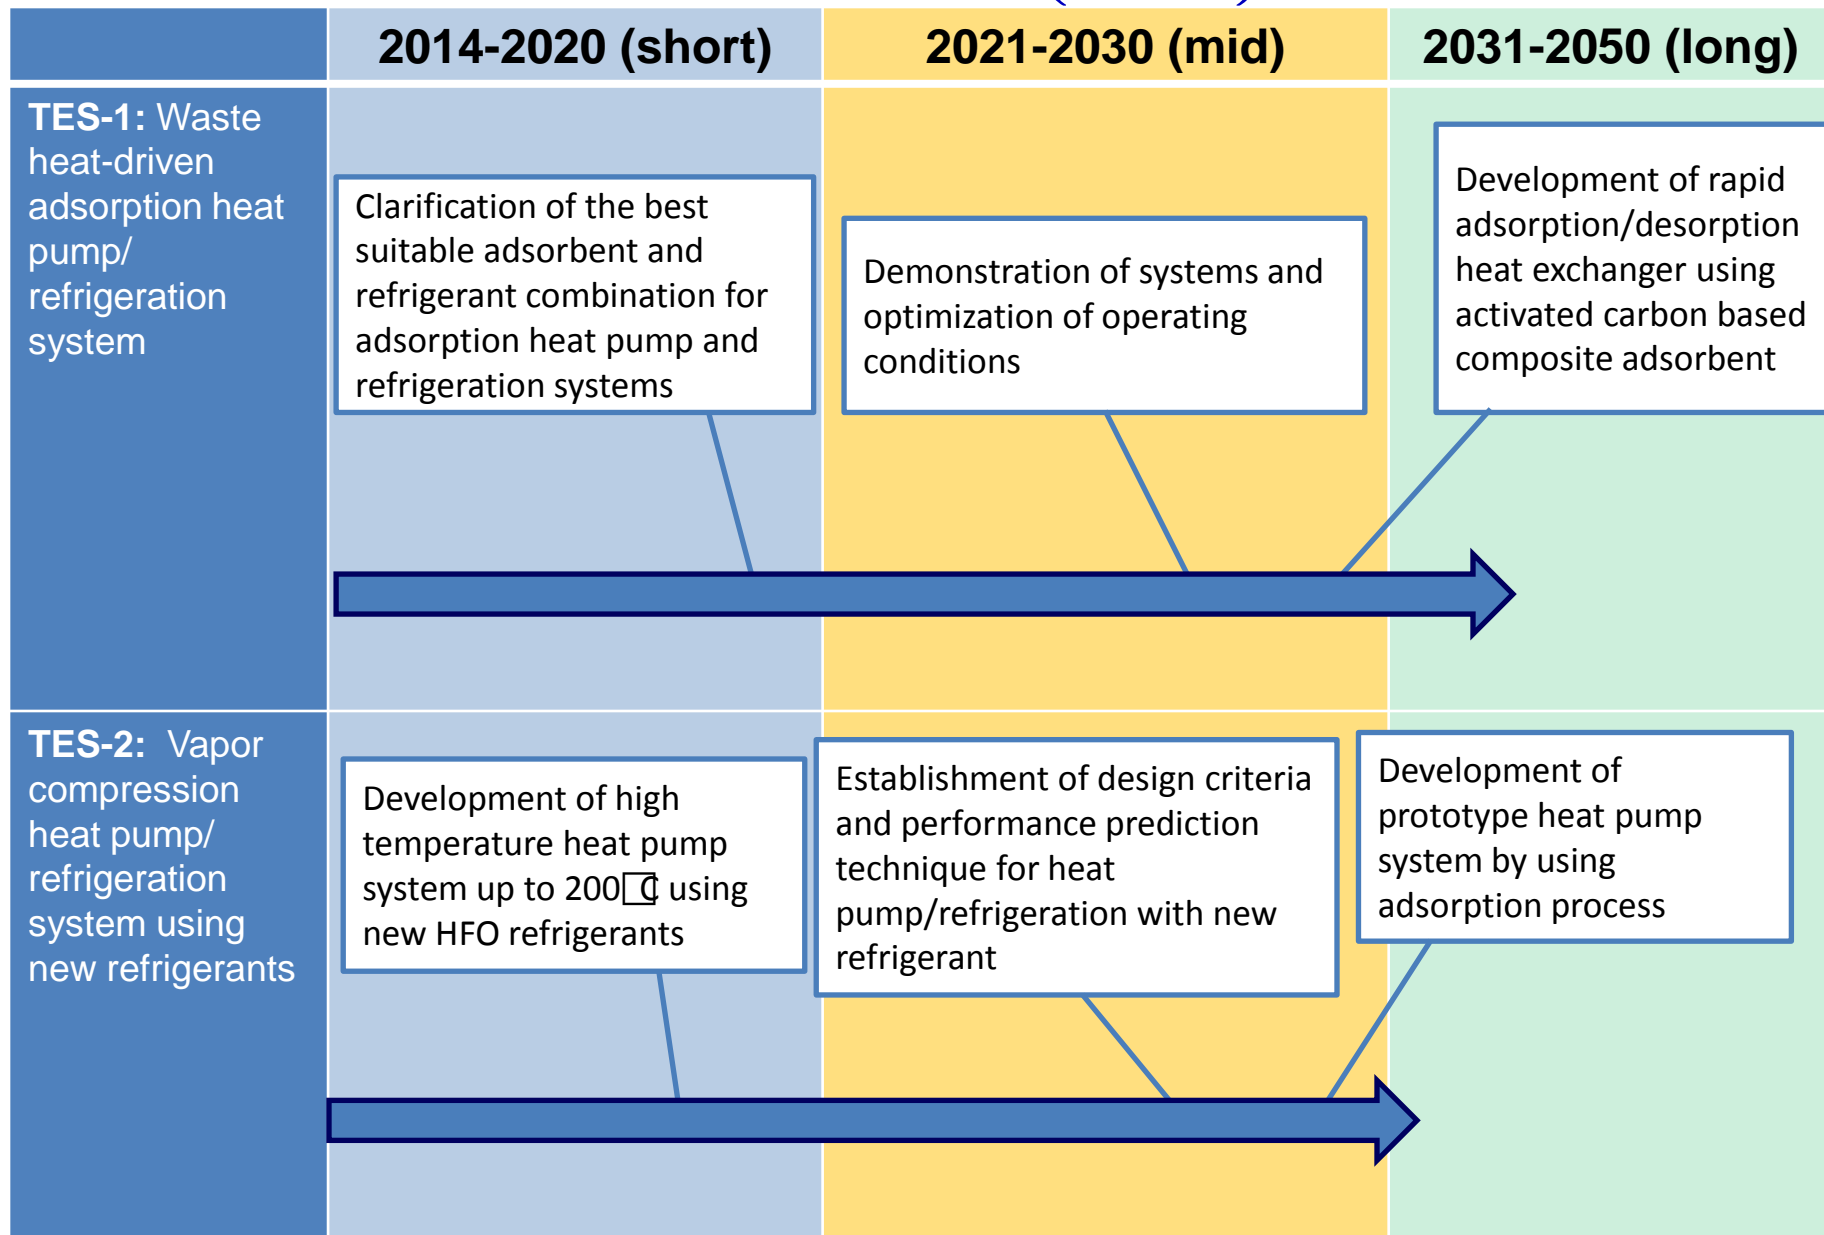 2014-2020 (short)
2021-2030 (mid)
2031-2050 (long)
TES-1: Waste
heat-driven
adsorption heat
pump/
refrigeration
system
Clarification of the best
suitable adsorbent and
refrigerant combination for
adsorption heat pump and
refrigeration systems
Demonstration of systems and
optimization of operating
conditions
Development of rapid
adsorption/desorption
heat exchanger using
activated carbon based
composite adsorbent
TES-2: Vapor
compression
heat pump/
refrigeration
system using
new refrigerants
Development of high
temperature heat pump
system up to 200□C using
new HFO refrigerants
Establishment of design criteria
and performance prediction
technique for heat
pump/refrigeration with new
refrigerant
Development of
prototype heat pump
system by using
adsorption process